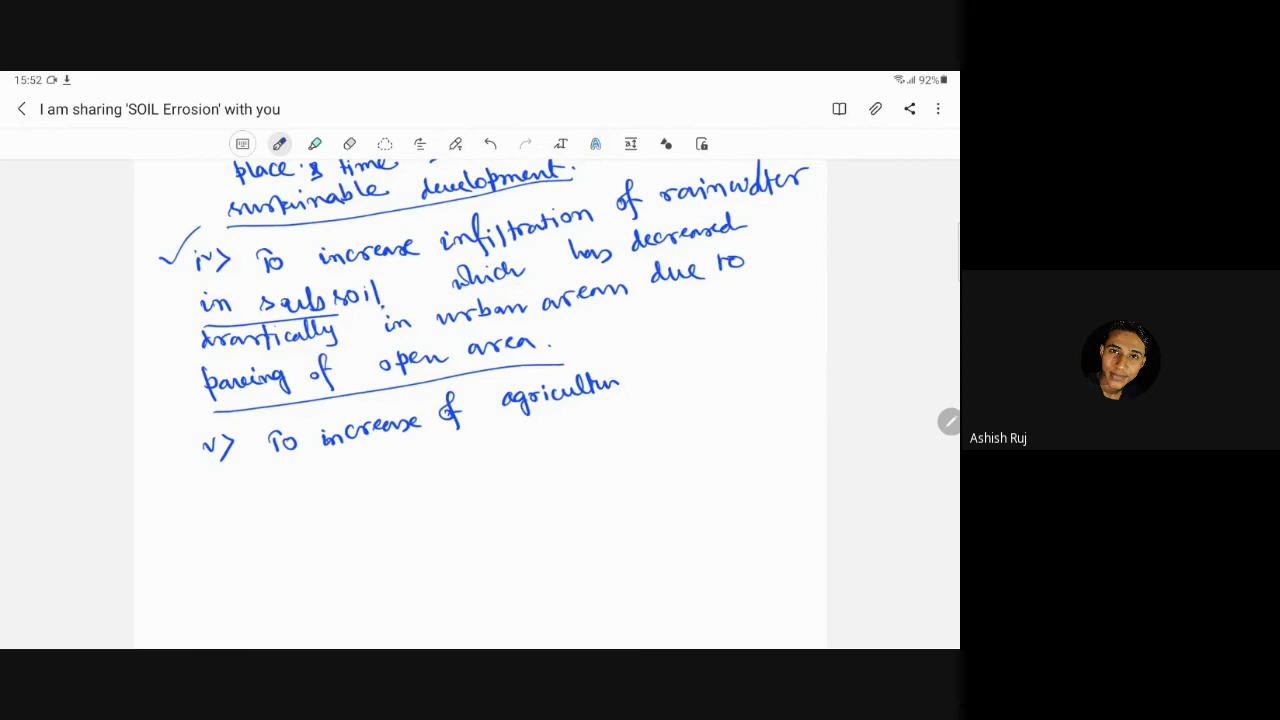 15:52
92%
I am sharing 'SOIL Errosion' with you
place & time
sustainable development.
iv> To increase infiltration of rainwater
in subsoil which has decreased
drastically in urban arean due to
paveing of open area.
v> To increase of agricultur
Ashish Ruj